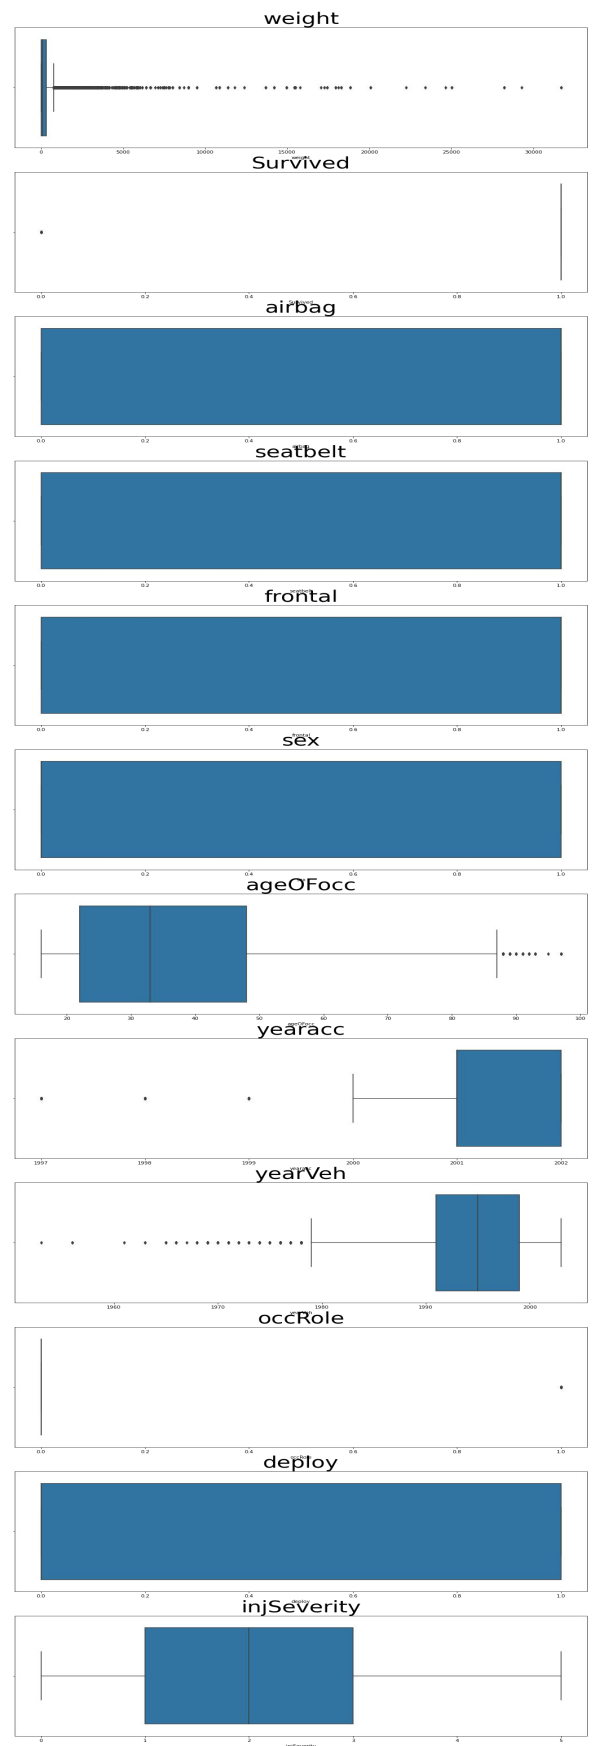 weight
0 5000 10000 15000 20000 25000 30000
Survived
0.0 0.2 0.4 0.6 0.8 1.0
airbag
0.0 0.2 0.4 0.6 0.8 1.0
seatbelt
0.0 0.2 0.4 0.6 0.8 1.0
frontal
0.0 0.2 0.4 0.6 0.8 1.0
sex
0.0 0.2 0.4 0.6 0.8 1.0
ageOFocc
20 30 40 50 60 70 80 90 100
yearacc
1997 1998 1999 2000 2001 2002
yearVeh
1960 1970 1980 1990 2000
occRole
0.0 0.2 0.4 0.6 0.8 1.0
deploy
0.0 0.2 0.4 0.6 0.8 1.0
injSeverity
0 1 2 3 4 5